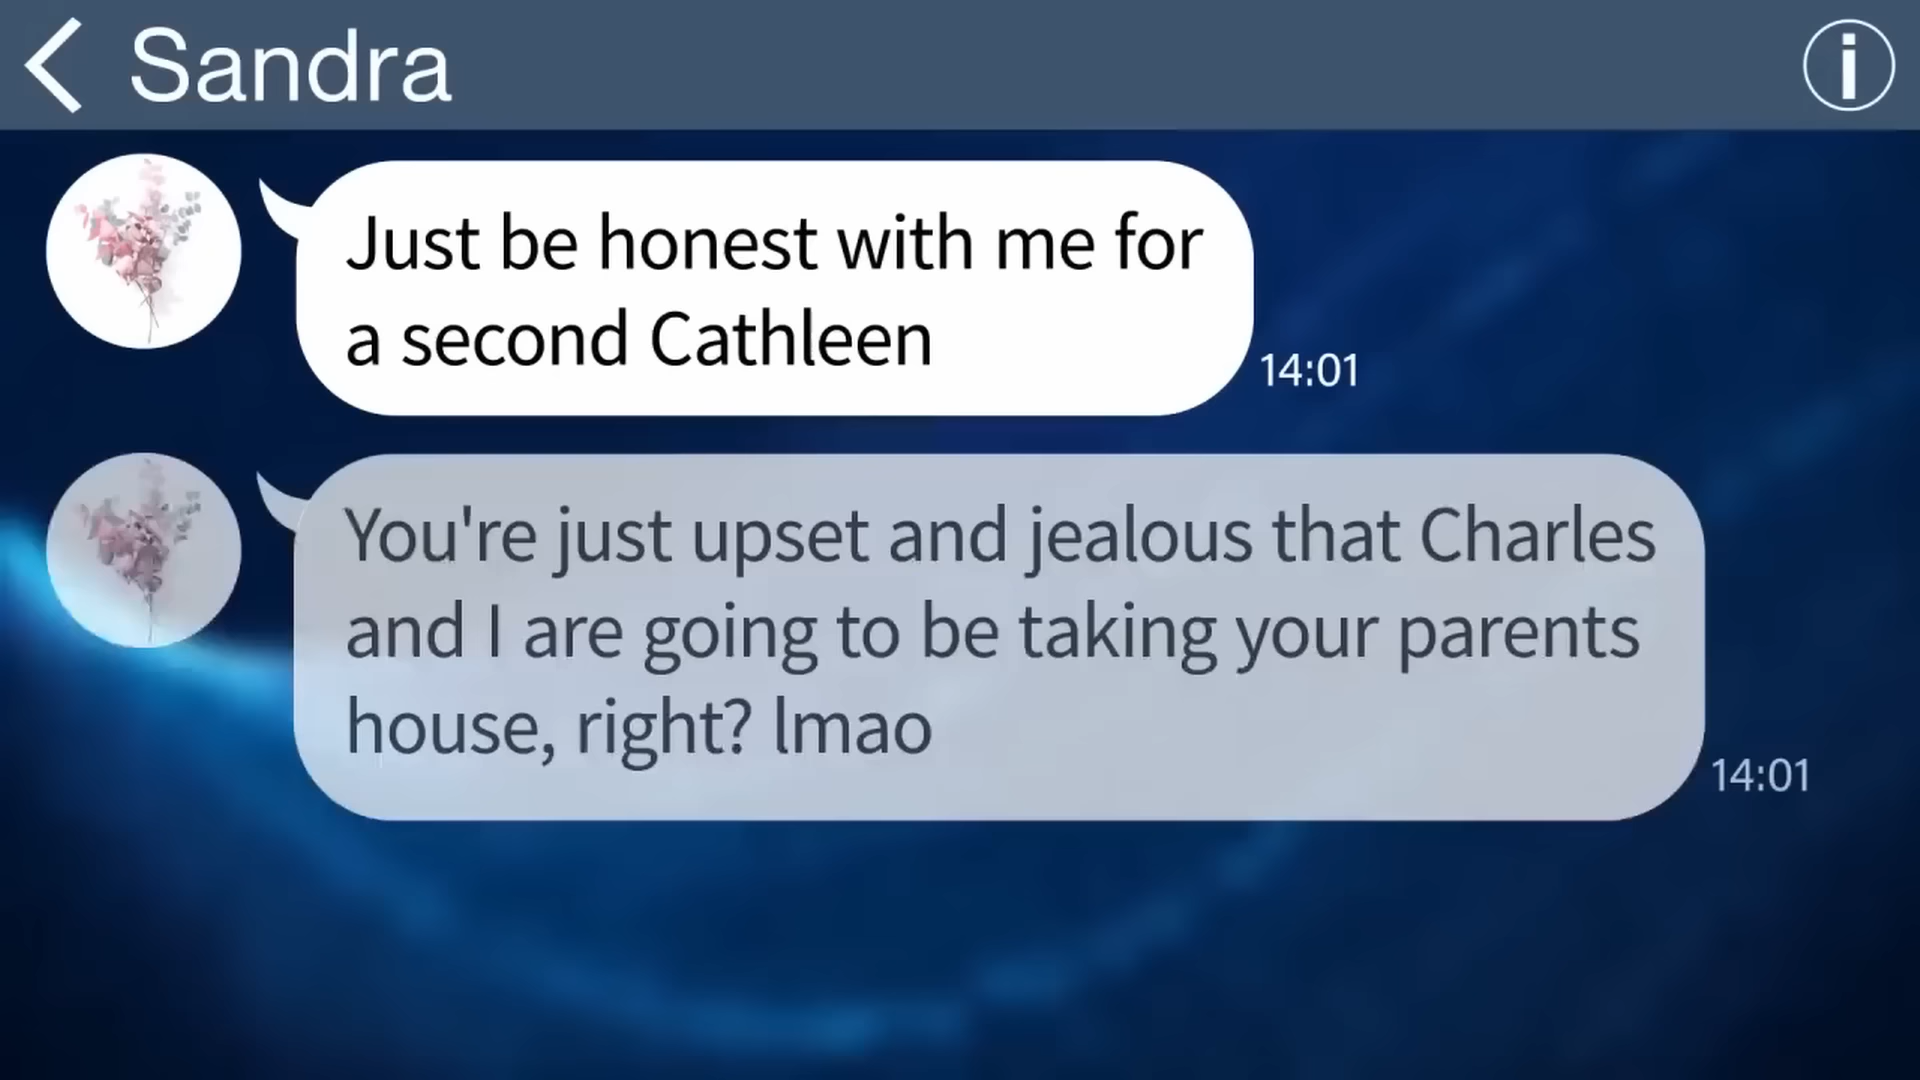 Sandra
Just be honest with me for
a second Cathleen
14:01
You're just upset and jealous that Charles
and I are going to be taking your parents
house, right? lmao
14:01